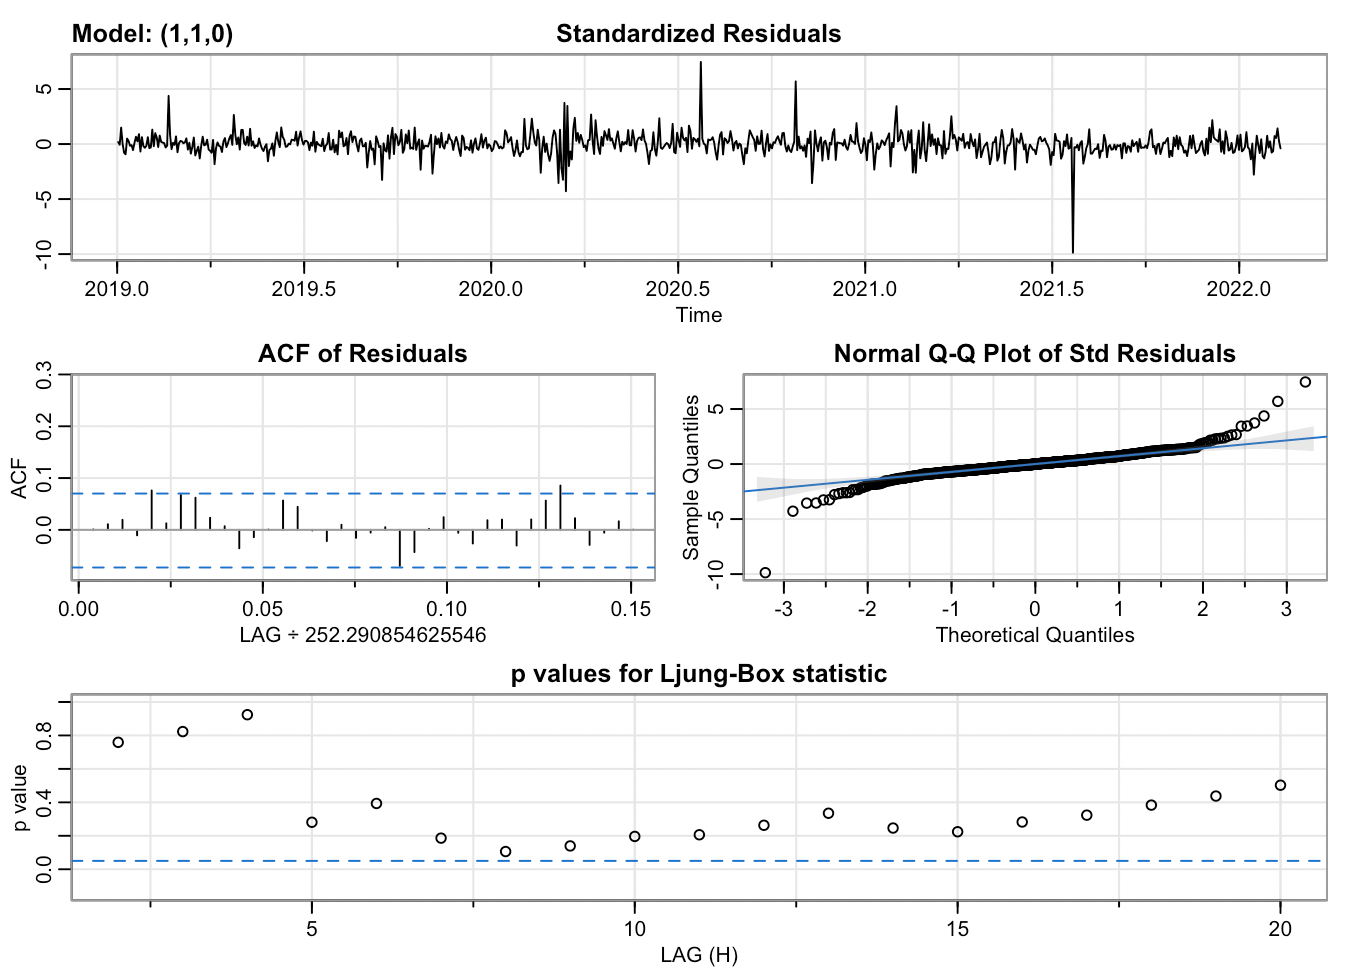 Model: (1,1,0) Standardized Residuals
5
0
-5
-10
2019.0 2019.5 2020.0 2020.5 2021.0 2021.5 2022.0
Time
ACF of Residuals
ACF
0.3
0.2
0.1
0.0
0.00 0.05 0.10 0.15
LAG ÷ 252.290854625546
Normal Q-Q Plot of Std Residuals
Sample Quantiles
5
0
-5
-10
-3 -2 -1 0 1 2 3
Theoretical Quantiles
p values for Ljung-Box statistic
p value
0.8
0.4
0.0
5 10 15 20
LAG (H)